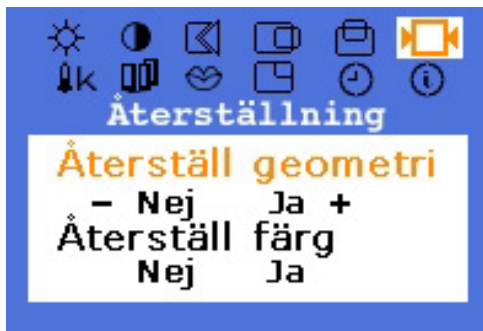 K
Återställning
Återställ geometri
- Nej Ja +
Återställ färg
Nej Ja